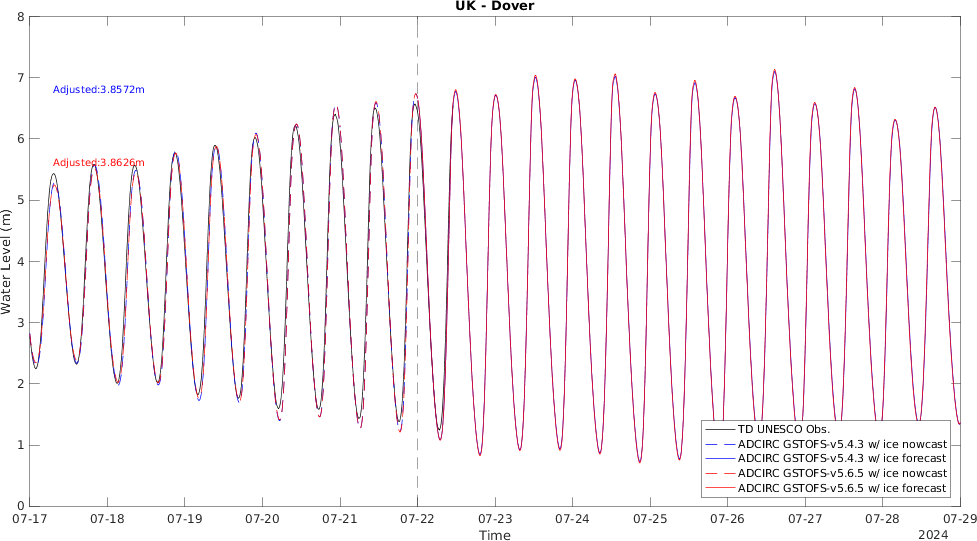 UK - Dover
8
7
6
5
4
3
2
1
0
Water Level (m)
Adjusted:3.8572m
Adjusted:3.8626m
TD UNESCO Obs.
ADCIRC GSTOFS-v5.4.3 w/ ice nowcast
ADCIRC GSTOFS-v5.4.3 w/ ice forecast
ADCIRC GSTOFS-v5.6.5 w/ ice nowcast
ADCIRC GSTOFS-v5.6.5 w/ ice forecast
07-17 07-18 07-19 07-20 07-21 07-22 07-23 07-24 07-25 07-26 07-27 07-28 07-29
Time
2024